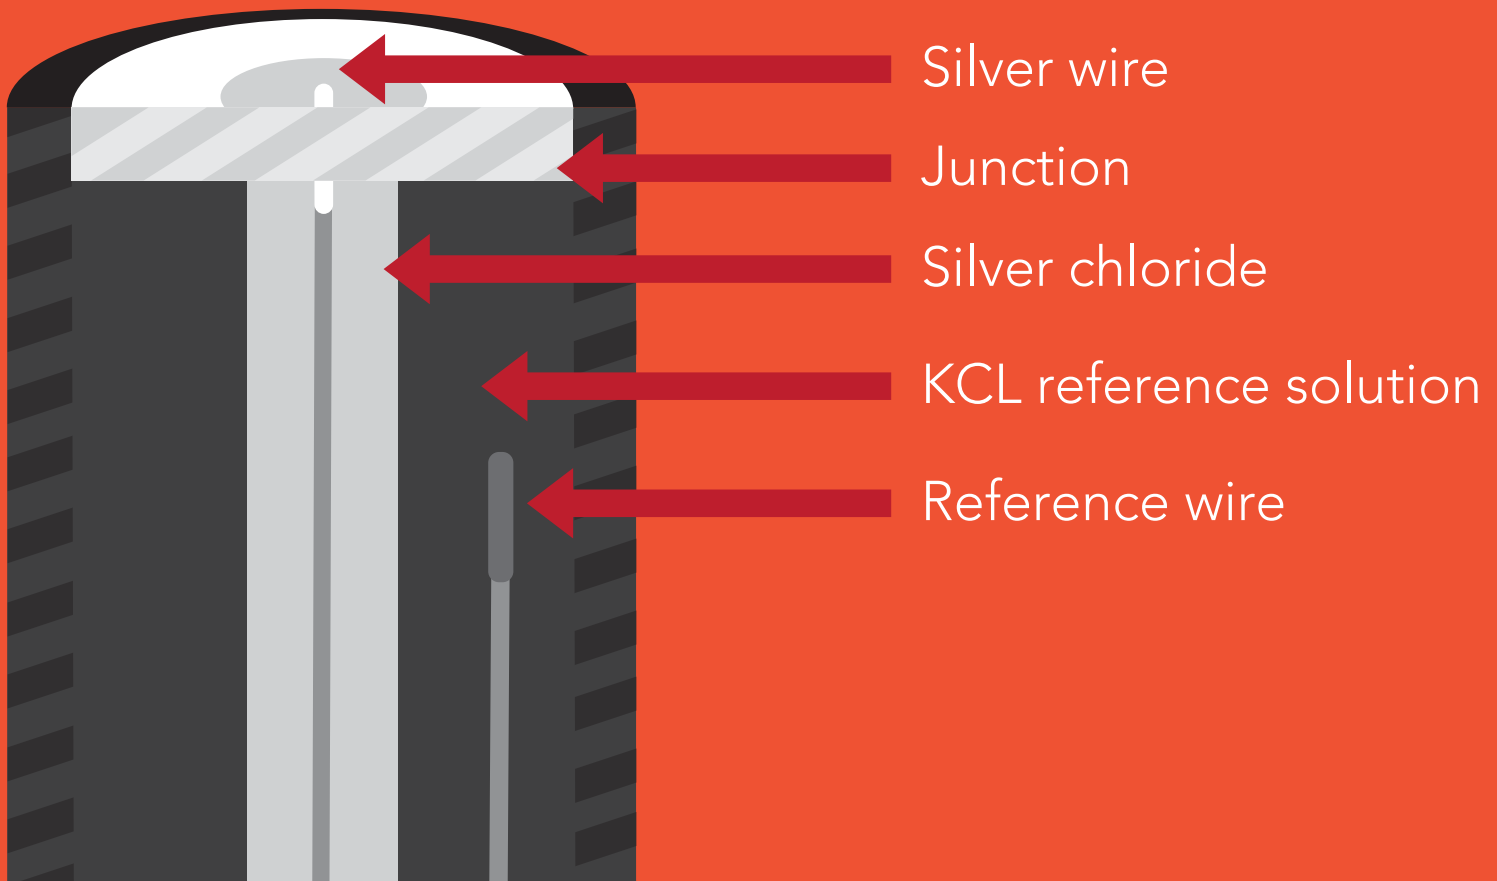 Silver wire
Junction
Silver chloride
KCL reference solution
Reference wire